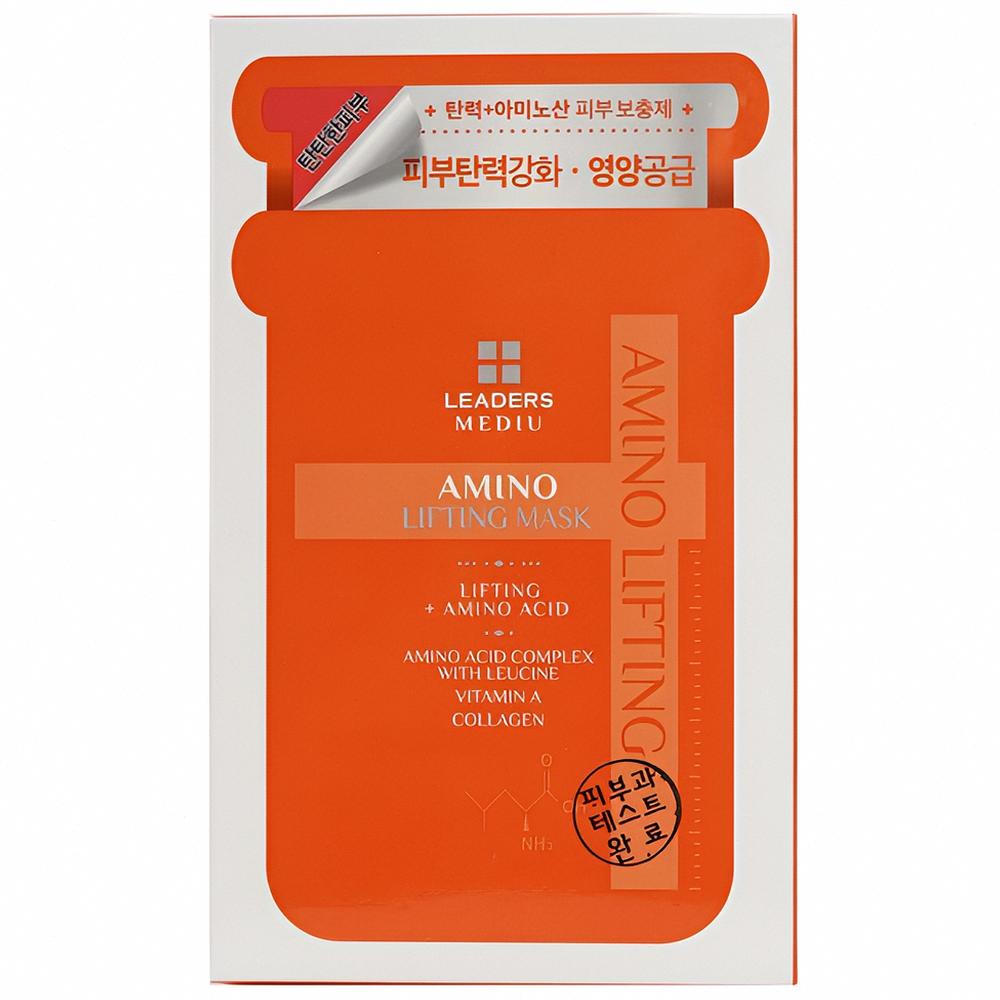 탄탄한피부
+ 탄력+아미노산 피부 보충제 +
피부탄력강화 · 영양공급
LEADERS
MEDIU
AMINO
LIFTING MASK
LIFTING
+ AMINO ACID
AMINO ACID COMPLEX
WITH LEUCINE
VITAMIN A
COLLAGEN
AMINO LIFTING
O
OH
NH₂
피부과
테스트
완료